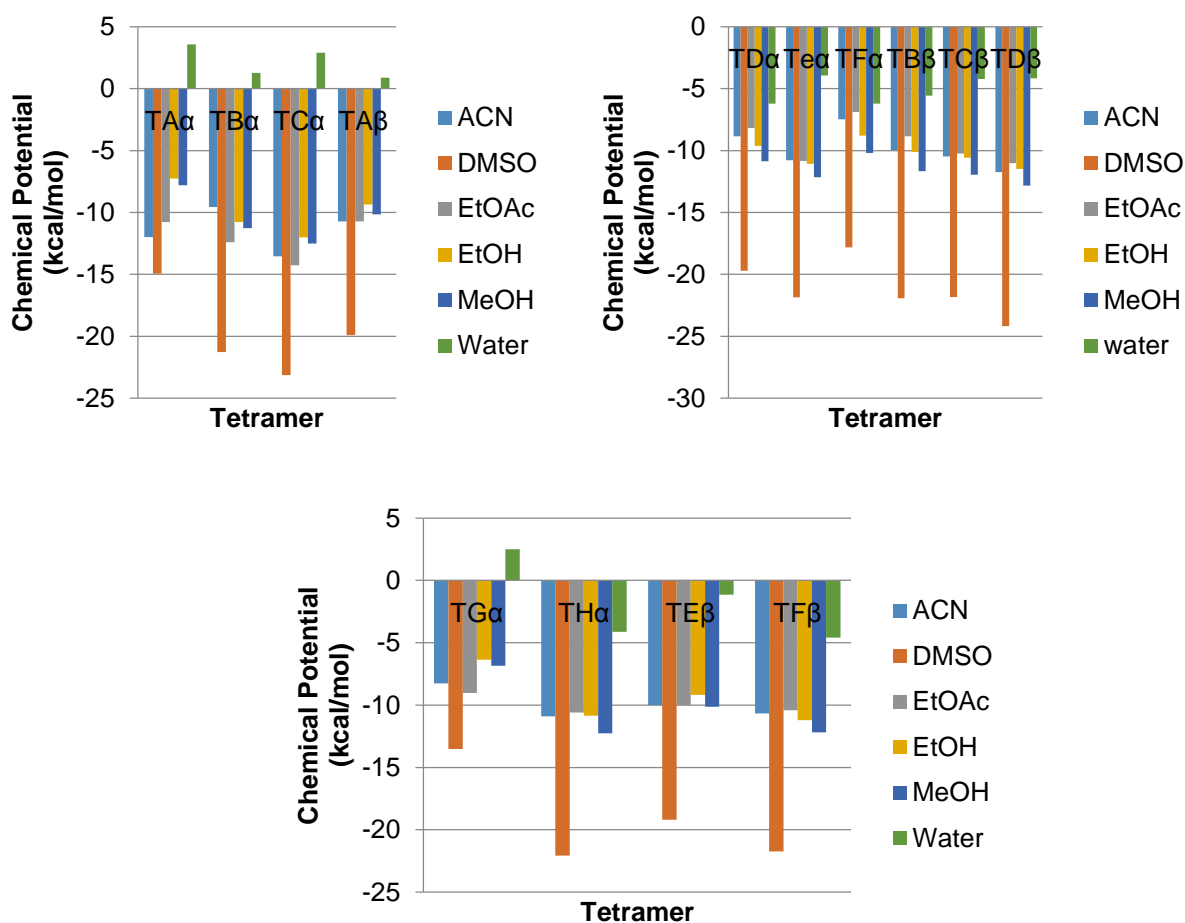 Chemical Potential
(kcal/mol)
5
0
-5
-10
-15
-20
-25
TAα TBα TCα TAβ
Tetramer
ACN
DMSO
EtOAc
EtOH
MeOH
Water
Chemical Potential
(kcal/mol)
0
-5
-10
-15
-20
-25
-30
TDα Teα TFα TBβ TCβ TDβ
Tetramer
ACN
DMSO
EtOAc
EtOH
MeOH
water
Chemical Potential
(kcal/mol)
5
0
-5
-10
-15
-20
-25
TGα THα TEβ TFβ
Tetramer
ACN
DMSO
EtOAc
EtOH
MeOH
Water